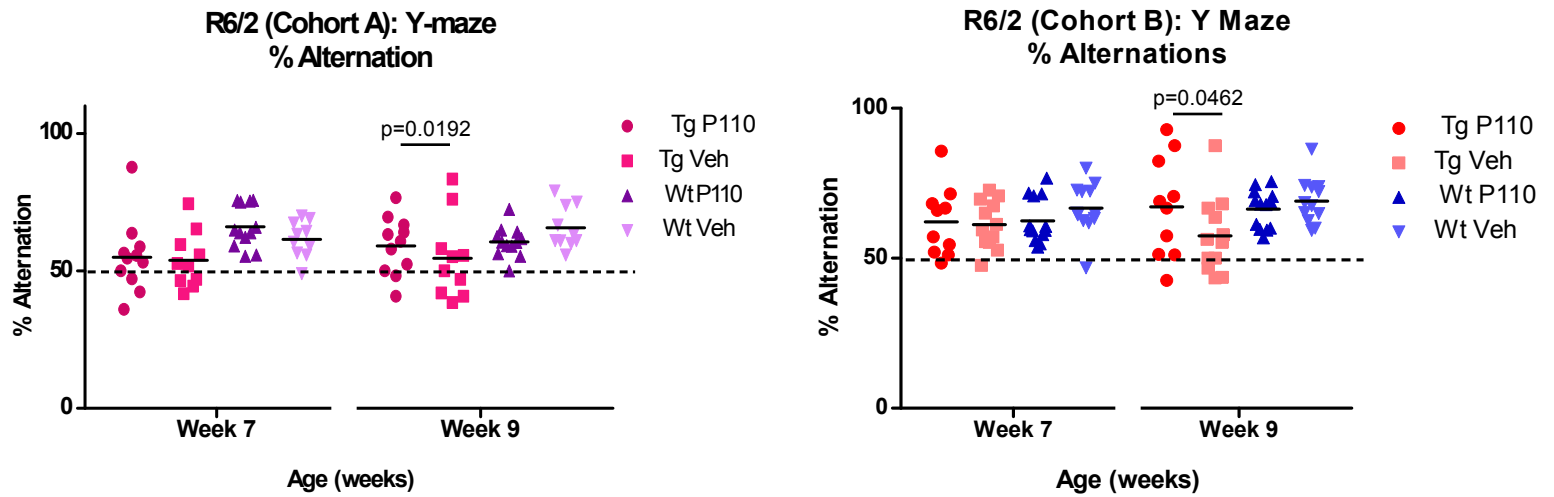 R6/2 (Cohort A): Y-maze
% Alternation
% Alternation
100
50
0
p=0.0192
Tg P110
Tg Veh
Wt P110
Wt Veh
Week 7
Week 9
Age (weeks)
R6/2 (Cohort B): Y Maze
% Alternations
% Alternation
100
50
0
p=0.0462
Tg P110
Tg Veh
Wt P110
Wt Veh
Week 7
Week 9
Age (weeks)